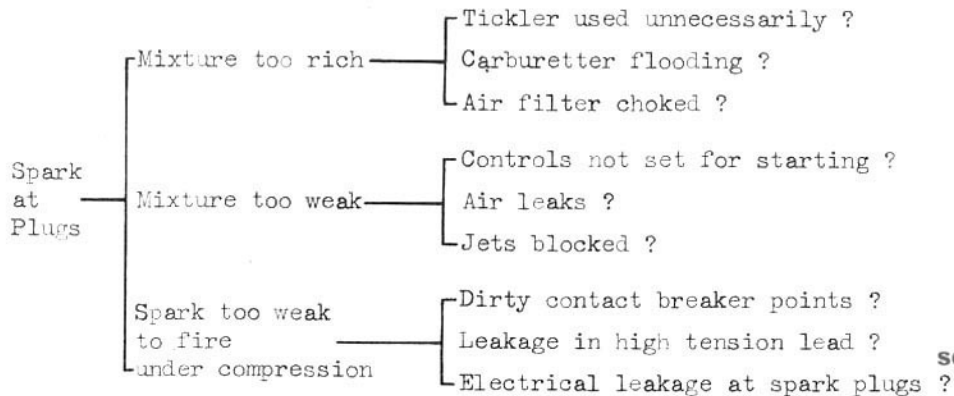 Tickler used unnecessarily ?
Mixture too rich
Carburetter flooding ?
Air filter choked ?
Spark
at
Plugs
Controls not set for starting ?
Mixture too weak
Air leaks ?
Jets blocked ?
Spark too weak
to fire
under compression
Dirty contact breaker points ?
Leakage in high tension lead ?
Electrical leakage at spark plugs ?